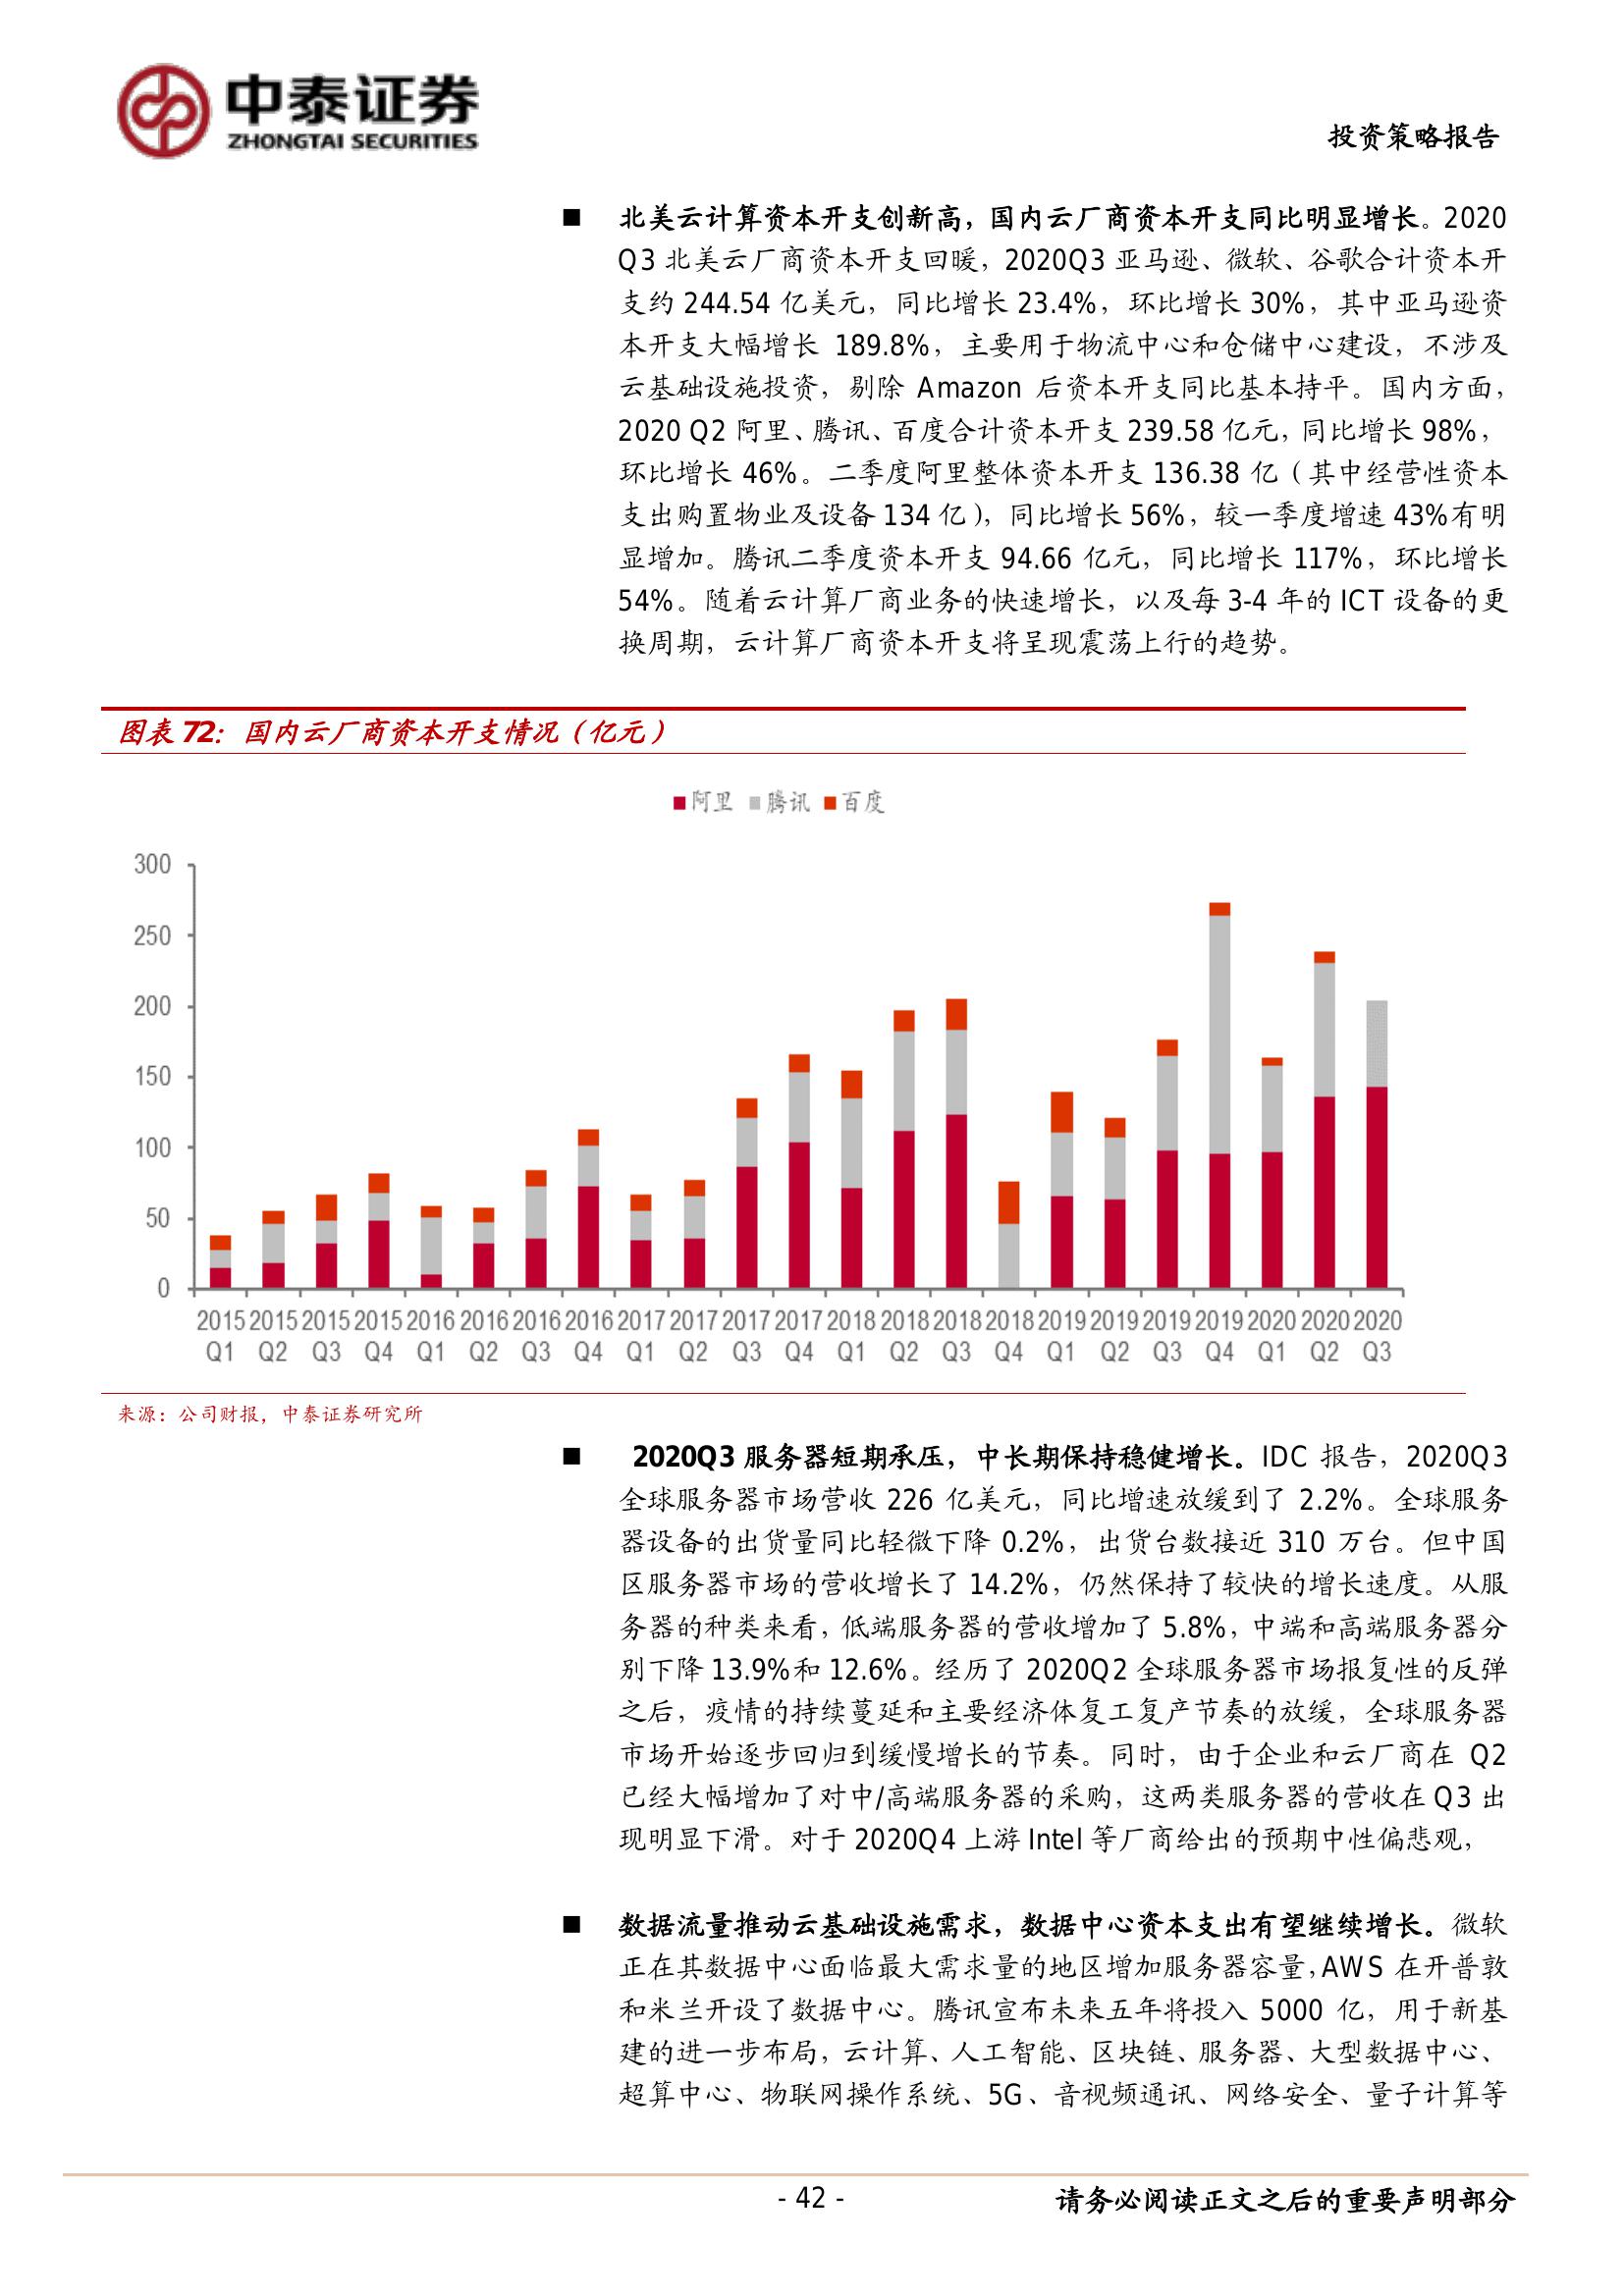 中泰证券
ZHONGTAI SECURITIES
投资策略报告
■ 北美云计算资本开支创新高，国内云厂商资本开支同比明显增长。2020
Q3 北美云厂商资本开支回暖，2020Q3 亚马逊、微软、谷歌合计资本开
支约 244.54 亿美元，同比增长 23.4%，环比增长 30%，其中亚马逊资
本开支大幅增长 189.8%，主要用于物流中心和仓储中心建设，不涉及
云基础设施投资，剔除 Amazon 后资本开支同比基本持平。国内方面，
2020 Q2 阿里、腾讯、百度合计资本开支 239.58 亿元，同比增长 98%，
环比增长 46%。二季度阿里整体资本开支 136.38 亿（其中经营性资本
支出购置物业及设备 134 亿），同比增长 56%，较一季度增速 43%有明
显增加。腾讯二季度资本开支 94.66 亿元，同比增长 117%，环比增长
54%。随着云计算厂商业务的快速增长，以及每 3-4 年的 ICT 设备的更
换周期，云计算厂商资本开支将呈现震荡上行的趋势。
图表 72：国内云厂商资本开支情况（亿元）
阿里 腾讯 百度
300
250
200
150
100
50
0
2015 2015 2015 2015 2016 2016 2016 2016 2017 2017 2017 2017 2018 2018 2018 2018 2019 2019 2019 2019 2020 2020 2020
Q1 Q2 Q3 Q4 Q1 Q2 Q3 Q4 Q1 Q2 Q3 Q4 Q1 Q2 Q3 Q4 Q1 Q2 Q3 Q4 Q1 Q2 Q3
来源：公司财报，中泰证券研究所
■ 2020Q3 服务器短期承压，中长期保持稳健增长。IDC 报告，2020Q3
全球服务器市场营收 226 亿美元，同比增速放缓到了 2.2%。全球服务
器设备的出货量同比轻微下降 0.2%，出货台数接近 310 万台。但中国
区服务器市场的营收增长了 14.2%，仍然保持了较快的增长速度。从服
务器的种类来看，低端服务器的营收增加了 5.8%，中端和高端服务器分
别下降 13.9%和 12.6%。经历了 2020Q2 全球服务器市场报复性的反弹
之后，疫情的持续蔓延和主要经济体复工复产节奏的放缓，全球服务器
市场开始逐步回归到缓慢增长的节奏。同时，由于企业和云厂商在 Q2
已经大幅增加了对中/高端服务器的采购，这两类服务器的营收在 Q3 出
现明显下滑。对于 2020Q4 上游 Intel 等厂商给出的预期中性偏悲观，
■ 数据流量推动云基础设施需求，数据中心资本支出有望继续增长。微软
正在其数据中心面临最大需求量的地区增加服务器容量，AWS 在开普敦
和米兰开设了数据中心。腾讯宣布未来五年将投入 5000 亿，用于新基
建的进一步布局，云计算、人工智能、区块链、服务器、大型数据中心、
超算中心、物联网操作系统、5G、音视频通讯、网络安全、量子计算等
- 42 -
请务必阅读正文之后的重要声明部分